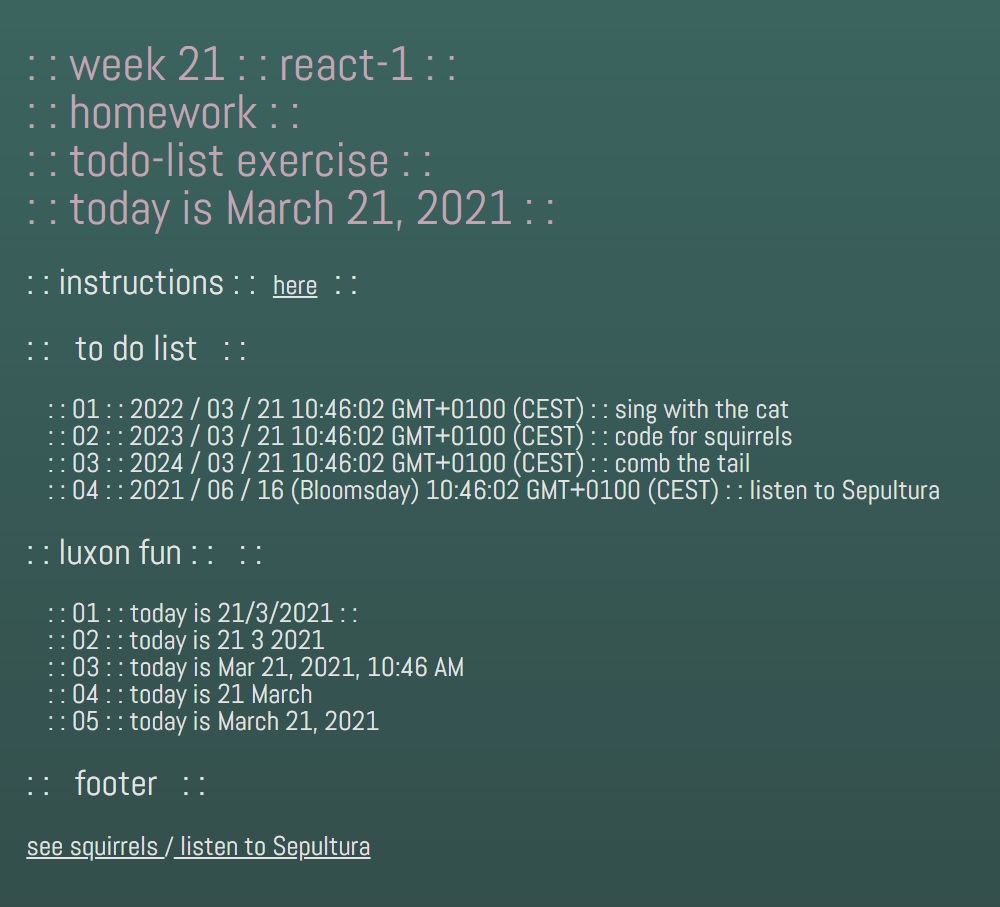 : : week 21 : : react-1 : :
: : homework : :
: : todo-list exercise : :
: : today is March 21, 2021 : :
: : instructions : : here : :
: : to do list : :
: : 01 : : 2022 / 03 / 21 10:46:02 GMT+0100 (CEST) : : sing with the cat
: : 02 : : 2023 / 03 / 21 10:46:02 GMT+0100 (CEST) : : code for squirrels
: : 03 : : 2024 / 03 / 21 10:46:02 GMT+0100 (CEST) : : comb the tail
: : 04 : : 2021 / 06 / 16 (Bloomsday) 10:46:02 GMT+0100 (CEST) : : listen to Sepultura
: : luxon fun : : : :
: : 01 : : today is 21/3/2021 : :
: : 02 : : today is 21 3 2021
: : 03 : : today is Mar 21, 2021, 10:46 AM
: : 04 : : today is 21 March
: : 05 : : today is March 21, 2021
: : footer : :
see squirrels / listen to Sepultura